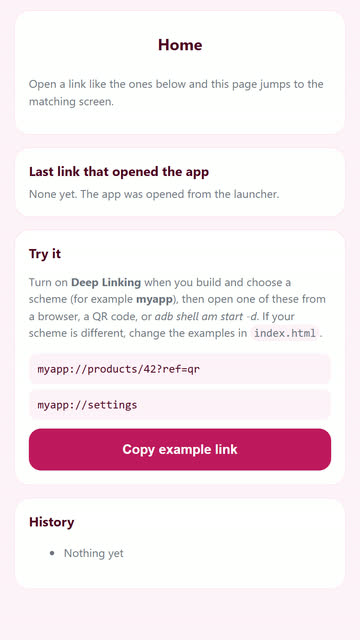 Home
Open a link like the ones below and this page jumps to the
matching screen.
Last link that opened the app
None yet. The app was opened from the launcher.
Try it
Turn on Deep Linking when you build and choose a
scheme (for example myapp), then open one of these from
a browser, a QR code, or adb shell am start -d. If your
scheme is different, change the examples in index.html.
myapp://products/42?ref=qr
myapp://settings
Copy example link
History
• Nothing yet